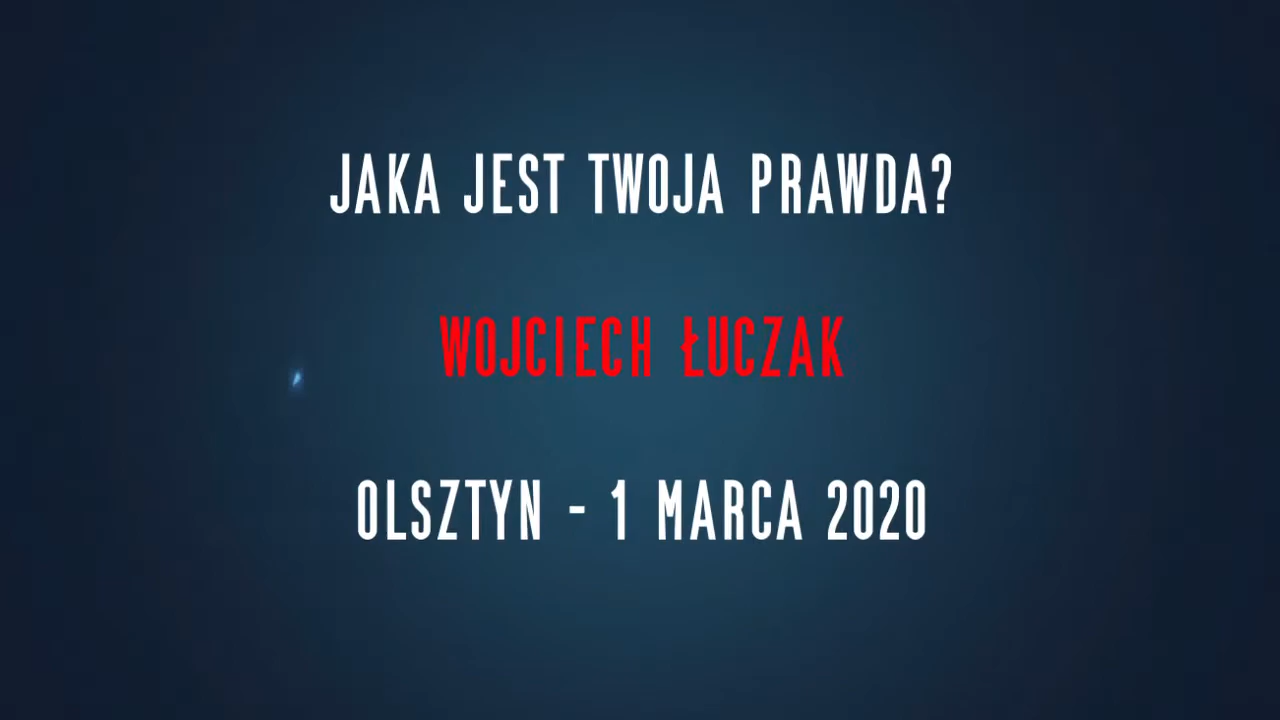 JAKA JEST TWOJA PRAWDA?
WOJCIECH ŁUCZAK
OLSZTYN - 1 MARCA 2020